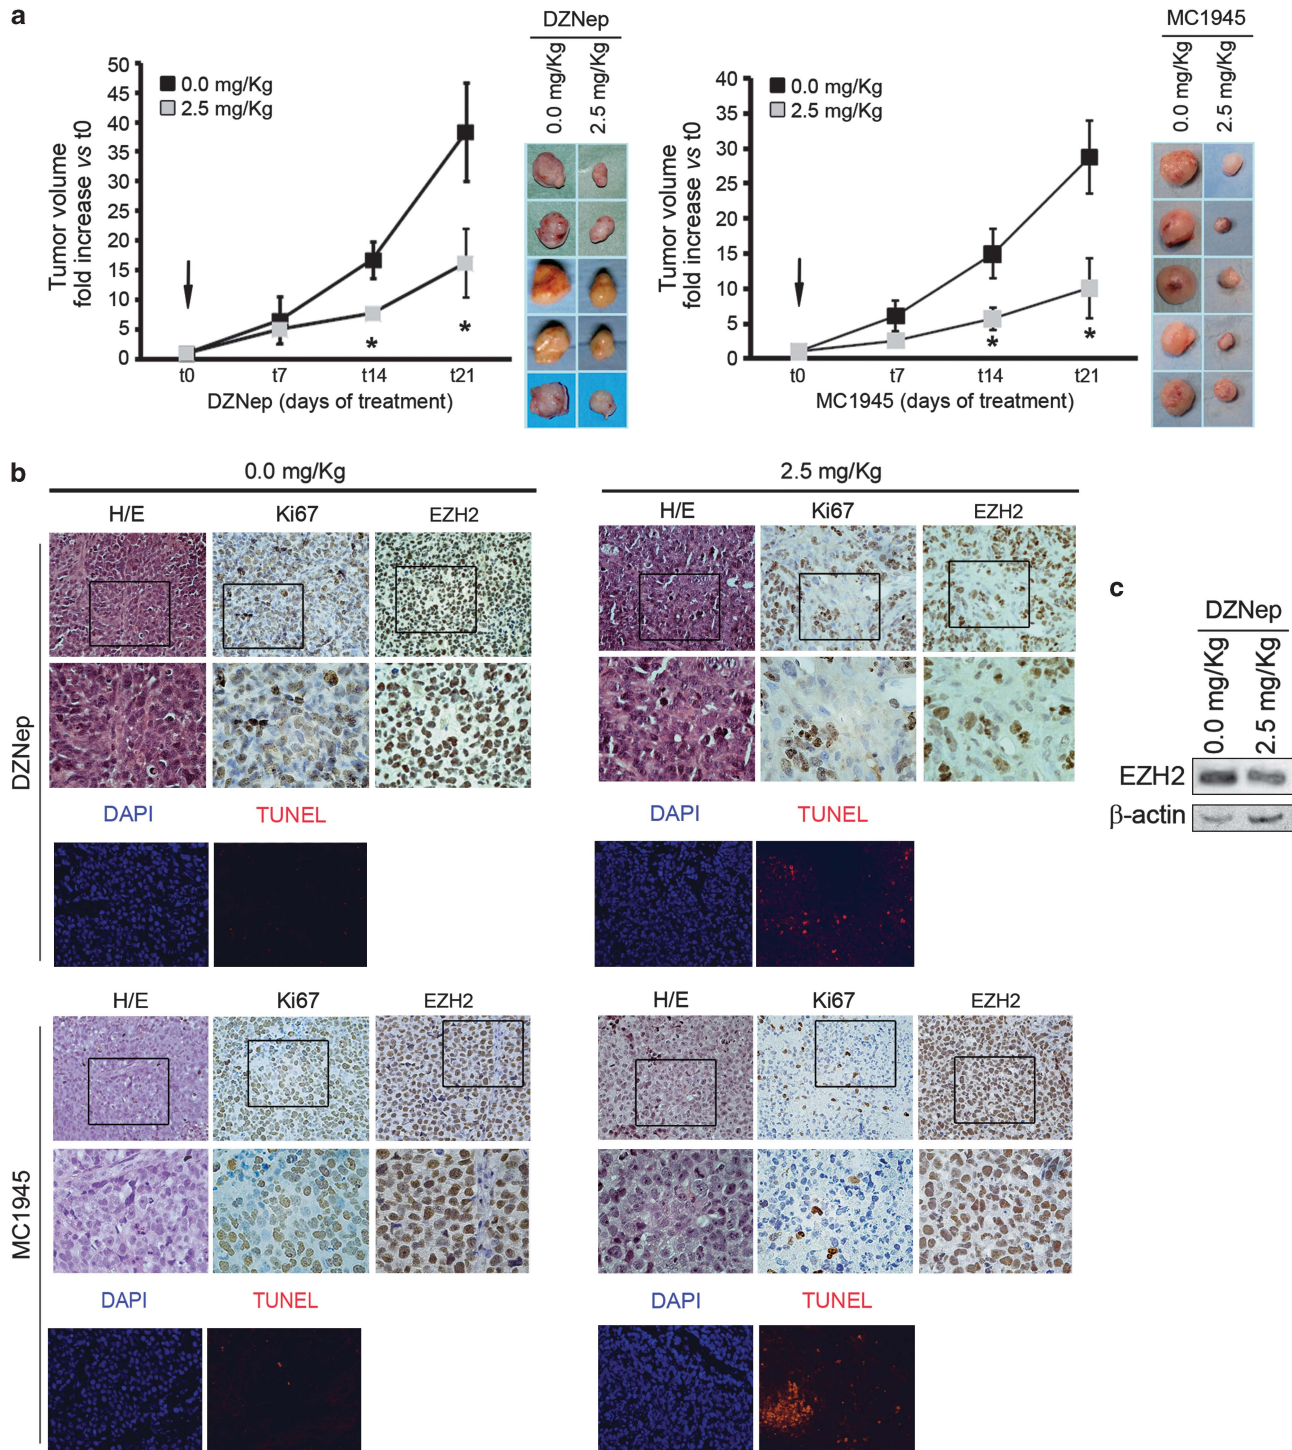 a
DZNep
0.0 mg/Kg
2.5 mg/Kg
Tumor volume
fold increase vs t0
50
45
40
35
30
25
20
15
10
5
0
0.0 mg/Kg
2.5 mg/Kg
*
*
t0
t7
t14
t21
DZNep (days of treatment)
MC1945
0.0 mg/Kg
2.5 mg/Kg
Tumor volume
fold increase vs t0
40
35
30
25
20
15
10
5
0
0.0 mg/Kg
2.5 mg/Kg
*
*
t0
t7
t14
t21
MC1945 (days of treatment)
b
0.0 mg/Kg
2.5 mg/Kg
DZNep
H/E
Ki67
EZH2
H/E
Ki67
EZH2
DAPI
TUNEL
DAPI
TUNEL
MC1945
H/E
Ki67
EZH2
H/E
Ki67
EZH2
DAPI
TUNEL
DAPI
TUNEL
c
DZNep
0.0 mg/Kg
2.5 mg/Kg
EZH2
β-actin